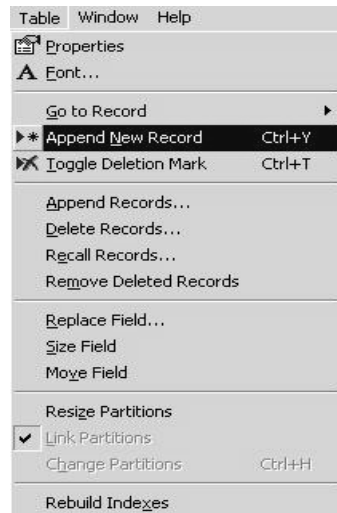 Table Window Help
Properties
Font...
Go to Record
Append New Record Ctrl+Y
Toggle Deletion Mark Ctrl+T
Append Records...
Delete Records...
Recall Records...
Remove Deleted Records
Replace Field...
Size Field
Move Field
Resize Partitions
Link Partitions
Change Partitions Ctrl+H
Rebuild Indexes